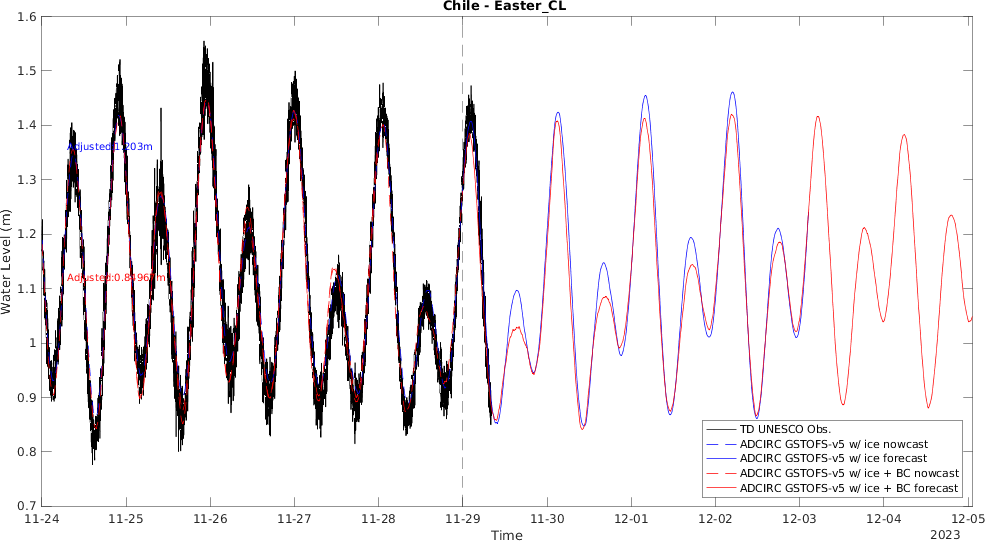 Chile - Easter_CL
1.6
1.5
1.4
1.3
1.2
1.1
1
0.9
0.8
0.7
Water Level (m)
Adjusted:1.203m
TD UNESCO Obs.
ADCIRC GSTOFS-v5 w/ ice nowcast
ADCIRC GSTOFS-v5 w/ ice forecast
ADCIRC GSTOFS-v5 w/ ice + BC nowcast
ADCIRC GSTOFS-v5 w/ ice + BC forecast
11-24 11-25 11-26 11-27 11-28 11-29 11-30 12-01 12-02 12-03 12-04 12-05
Time
2023